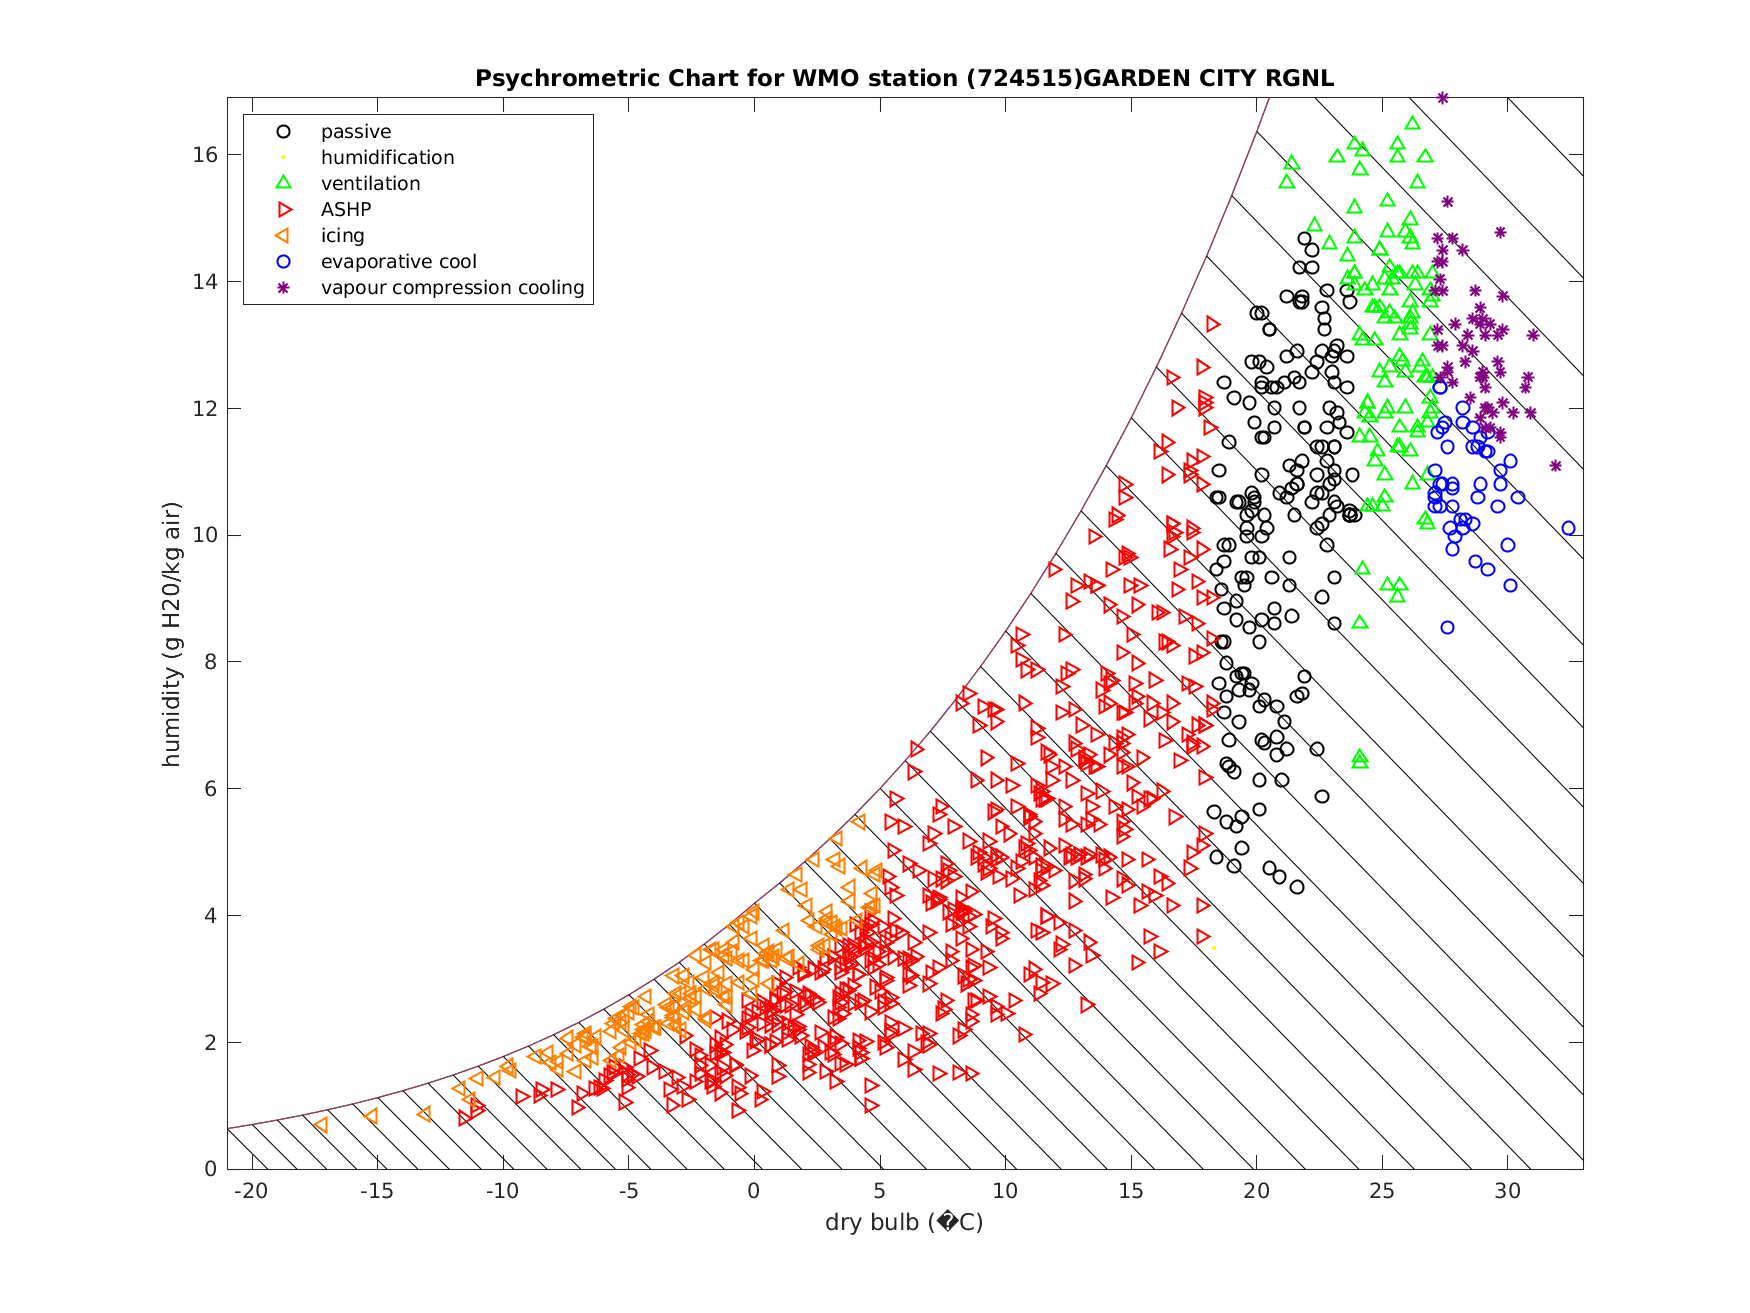 Psychrometric Chart for WMO station (724515)GARDEN CITY RGNL
passive
humidification
ventilation
ASHP
icing
evaporative cool
vapour compression cooling
humidity (g H20/kg air)
16
14
12
10
8
6
4
2
0
-20 -15 -10 -5 0 5 10 15 20 25 30
dry bulb (�C)